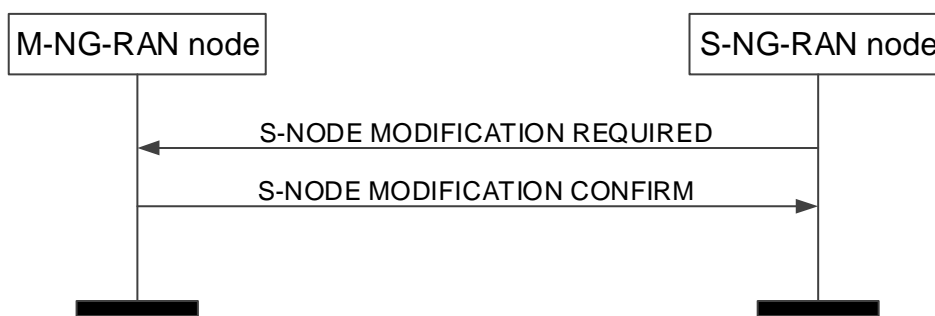 M-NG-RAN node
S-NG-RAN node
S-NODE MODIFICATION REQUIRED
S-NODE MODIFICATION CONFIRM